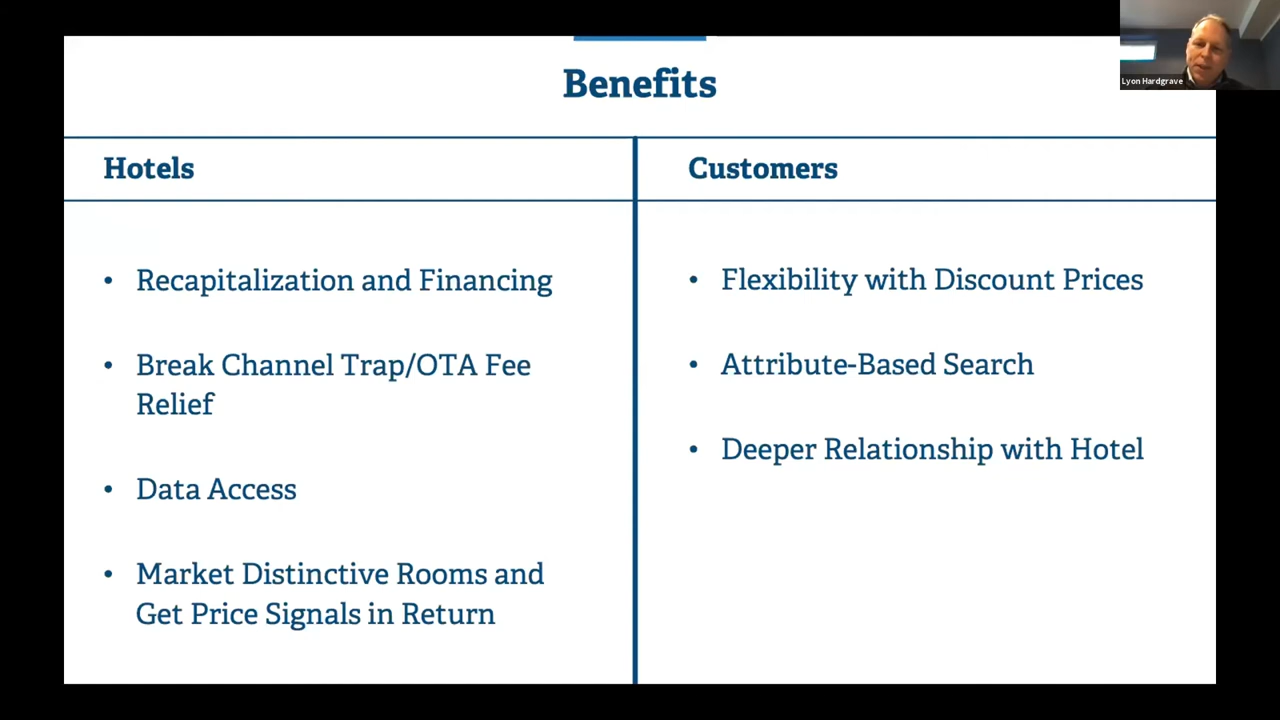 Lyon Hardgrave
Benefits
Hotels
Customers
• Recapitalization and Financing
• Break Channel Trap/OTA Fee
Relief
• Data Access
• Market Distinctive Rooms and
Get Price Signals in Return
• Flexibility with Discount Prices
• Attribute-Based Search
• Deeper Relationship with Hotel